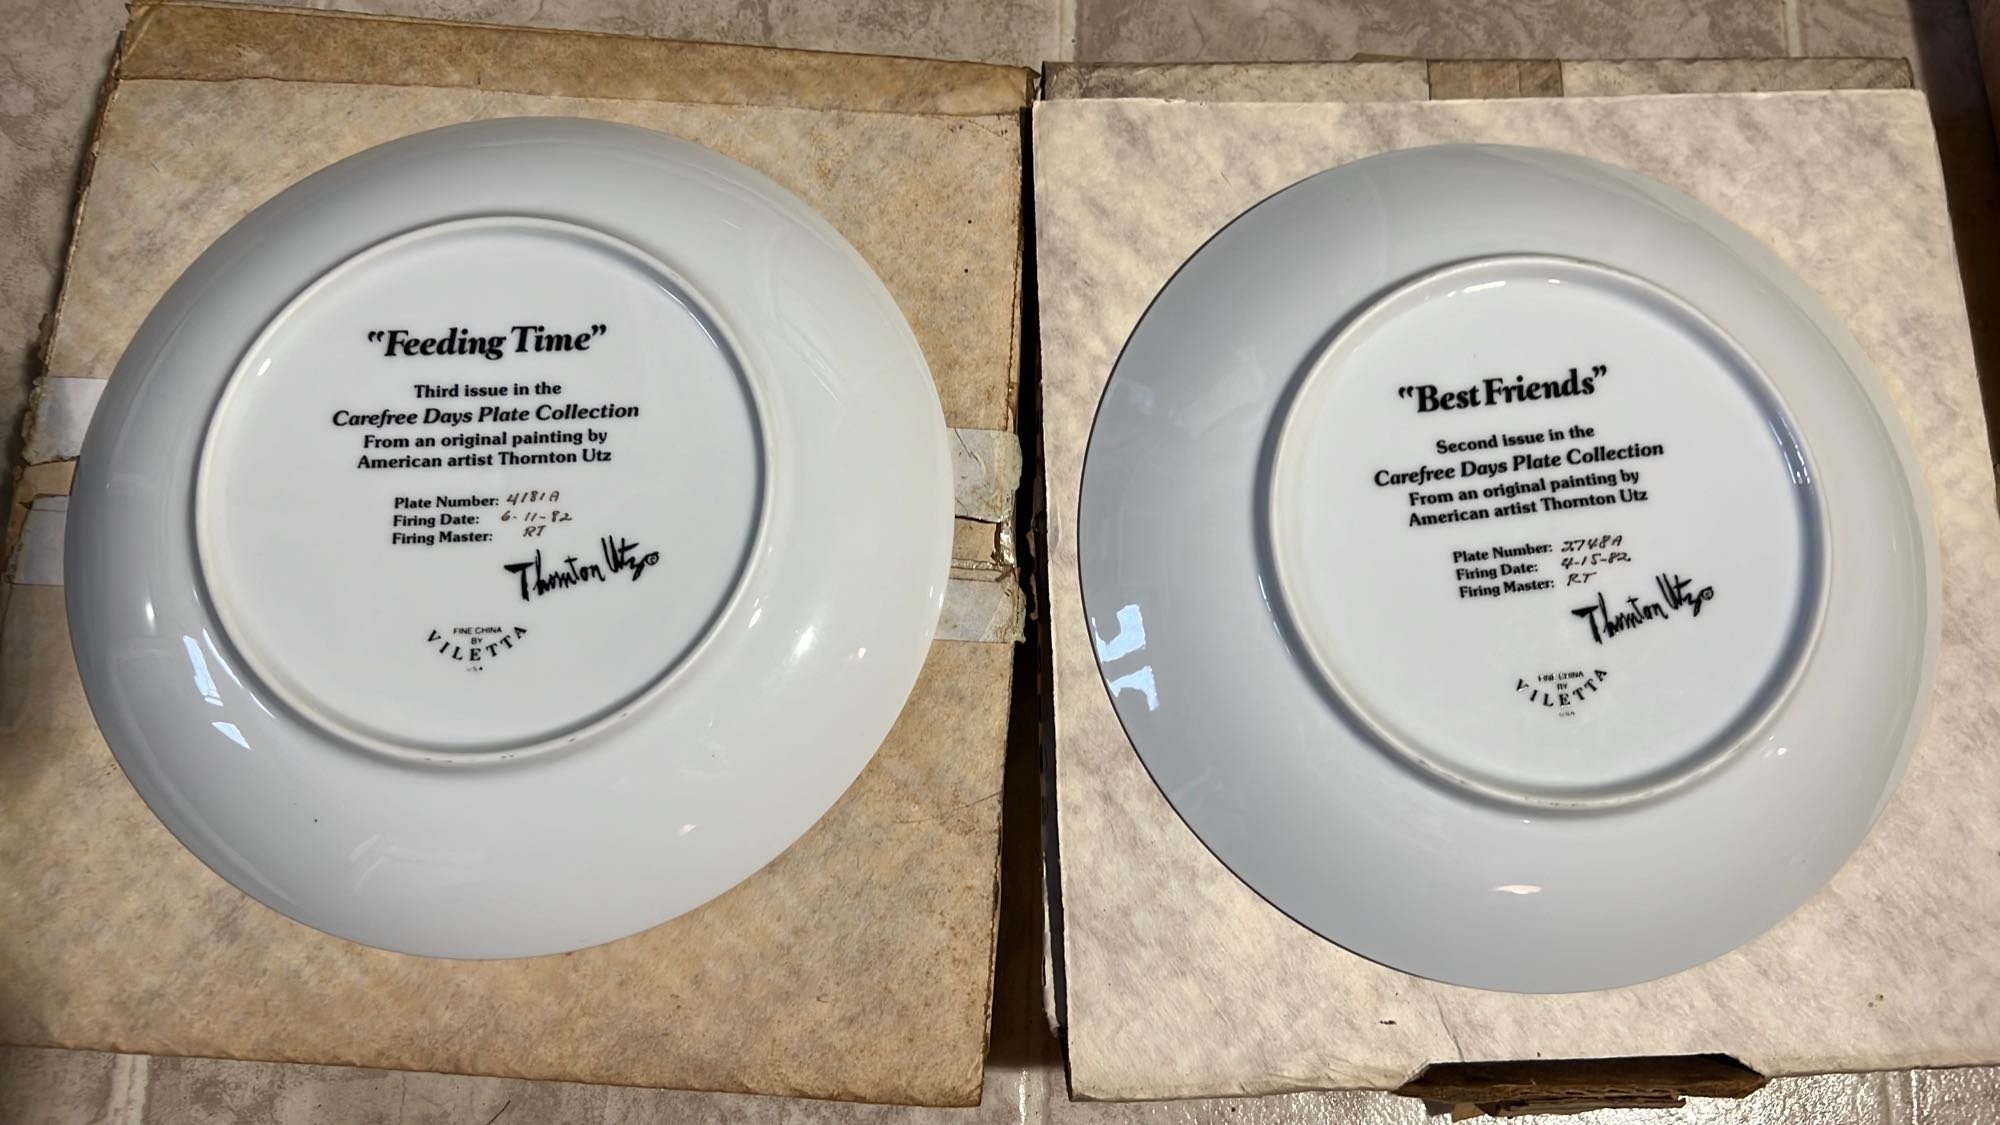 “Feeding Time”
Third issue in the
Carefree Days Plate Collection
From an original painting by
American artist Thornton Utz
Plate Number: 4181A
Firing Date: 6-11-82
Firing Master: RT
Thornton Utz ©
FINE CHINA
BY
VILETTA
USA
“Best Friends”
Second issue in the
Carefree Days Plate Collection
From an original painting by
American artist Thornton Utz
Plate Number: 2748A
Firing Date: 4-15-82
Firing Master: RT
Thornton Utz ©
FINE CHINA
BY
VILETTA
USA